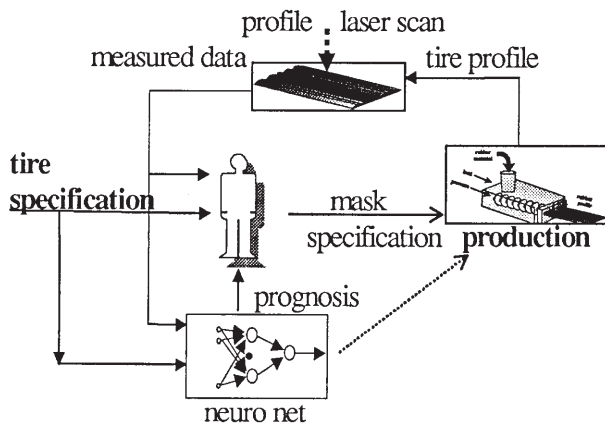 profile laser scan
measured data
tire profile
tire
specification
mask
specification
production
prognosis
neuro net